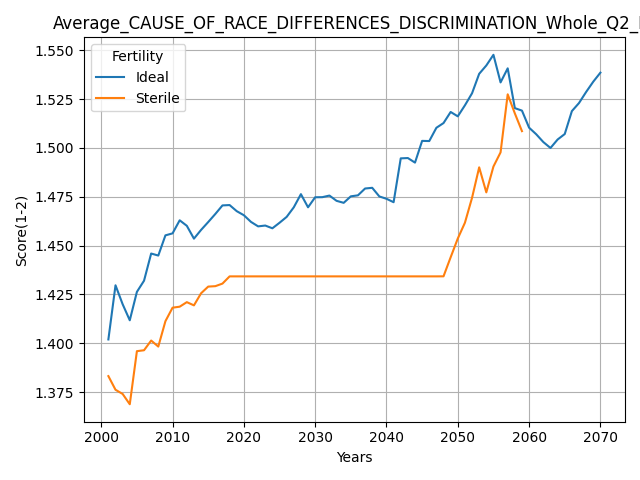 Average_CAUSE_OF_RACE_DIFFERENCES_DISCRIMINATION_Whole_Q2_
Fertility
Ideal
Sterile
1.550
1.525
1.500
1.475
1.450
1.425
1.400
1.375
Score(1-2)
2000 2010 2020 2030 2040 2050 2060 2070
Years